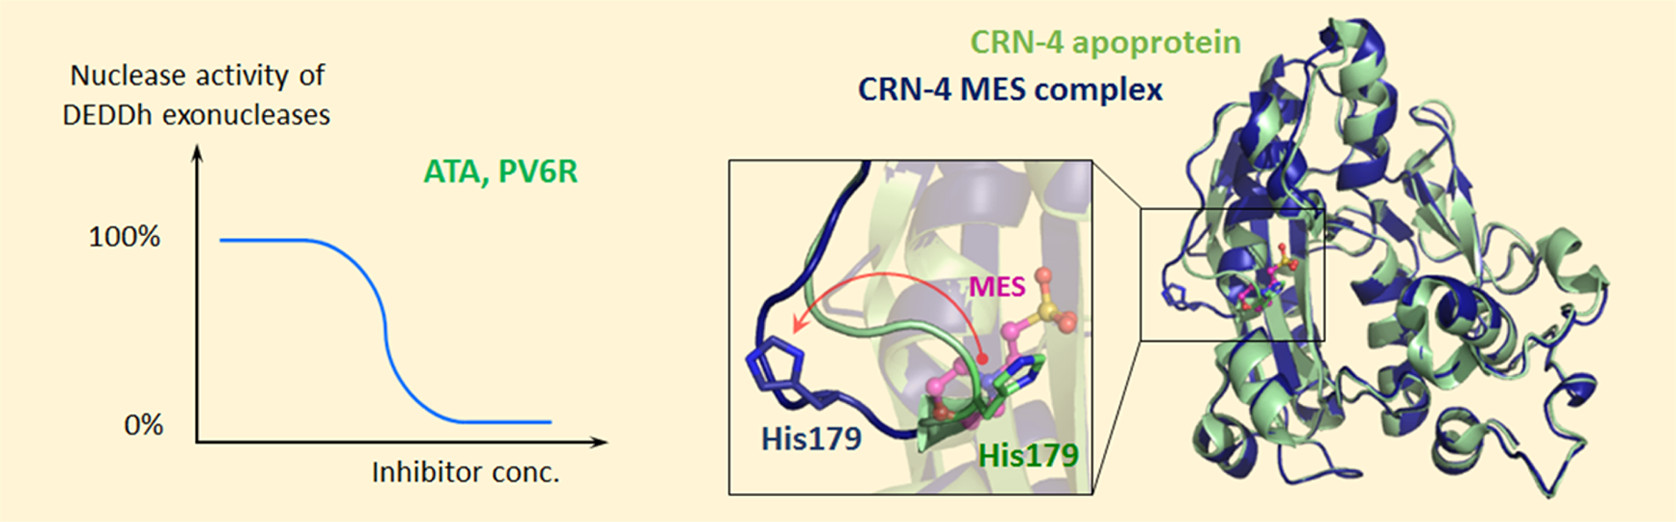 Nuclease activity of
DEDDh exonucleases
ATA, PV6R
100%
0%
Inhibitor conc.
CRN-4 apoprotein
CRN-4 MES complex
MES
His179
His179